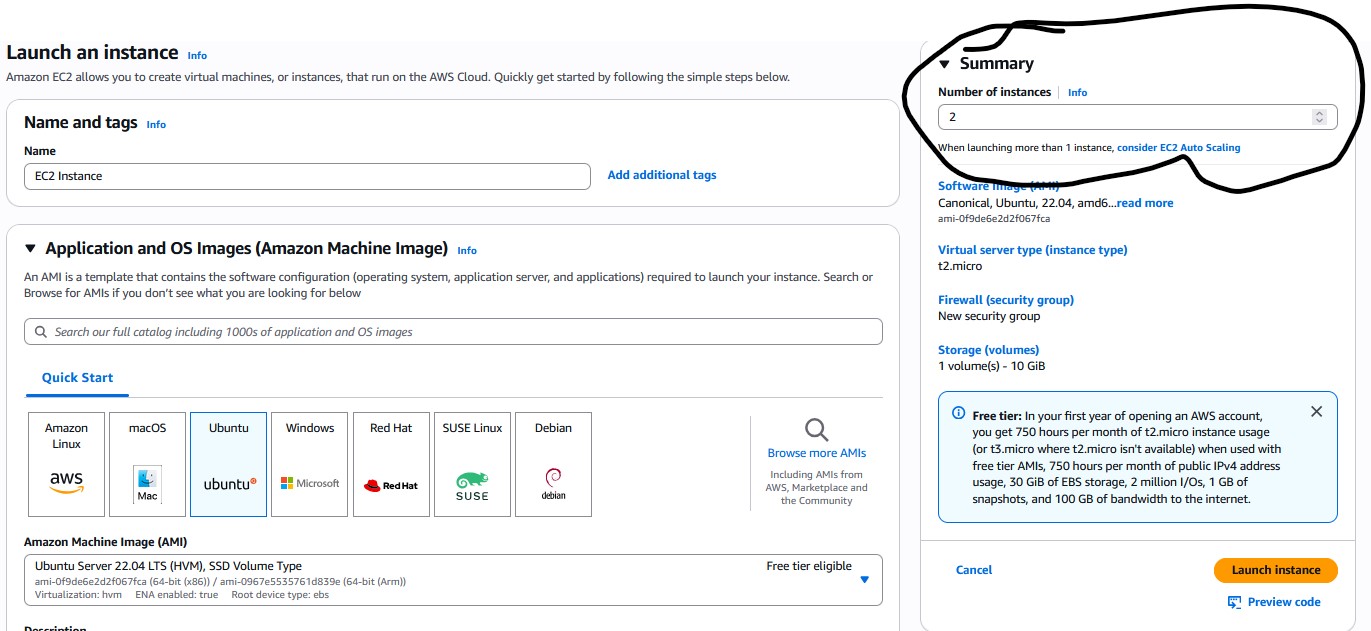 Launch an instance Info
Amazon EC2 allows you to create virtual machines, or instances, that run on the AWS Cloud. Quickly get started by following the simple steps below.
Name and tags Info
Name
EC2 Instance
Add additional tags
Application and OS Images (Amazon Machine Image) Info
An AMI is a template that contains the software configuration (operating system, application server, and applications) required to launch your instance. Search or
Browse for AMIs if you don't see what you are looking for below
Search our full catalog including 1000s of application and OS images
Quick Start
Amazon
Linux
aws
macOS
Mac
Ubuntu
ubuntu
Windows
Microsoft
Red Hat
Red Hat
SUSE Linux
SUSE
Debian
debian
Browse more AMIs
Including AMIs from
AWS, Marketplace and
the Community
Amazon Machine Image (AMI)
Ubuntu Server 22.04 LTS (HVM), SSD Volume Type
Free tier eligible
ami-0f9de6e2d2f067fca (64-bit (x86)) / ami-0967e5535761d839e (64-bit (Arm))
Virtualization: hvm ENA enabled: true Root device type: ebs
Description
Summary
Number of instances Info
2
When launching more than 1 instance, consider EC2 Auto Scaling
Software Image (AMI)
Canonical, Ubuntu, 22.04, amd6...read more
ami-0f9de6e2d2f067fca
Virtual server type (instance type)
t2.micro
Firewall (security group)
New security group
Storage (volumes)
1 volume(s) - 10 GiB
Free tier: In your first year of opening an AWS account,
you get 750 hours per month of t2.micro instance usage
(or t3.micro where t2.micro isn't available) when used with
free tier AMIs, 750 hours per month of public IPv4 address
usage, 30 GiB of EBS storage, 2 million I/Os, 1 GB of
snapshots, and 100 GB of bandwidth to the internet.
Cancel
Launch instance
Preview code